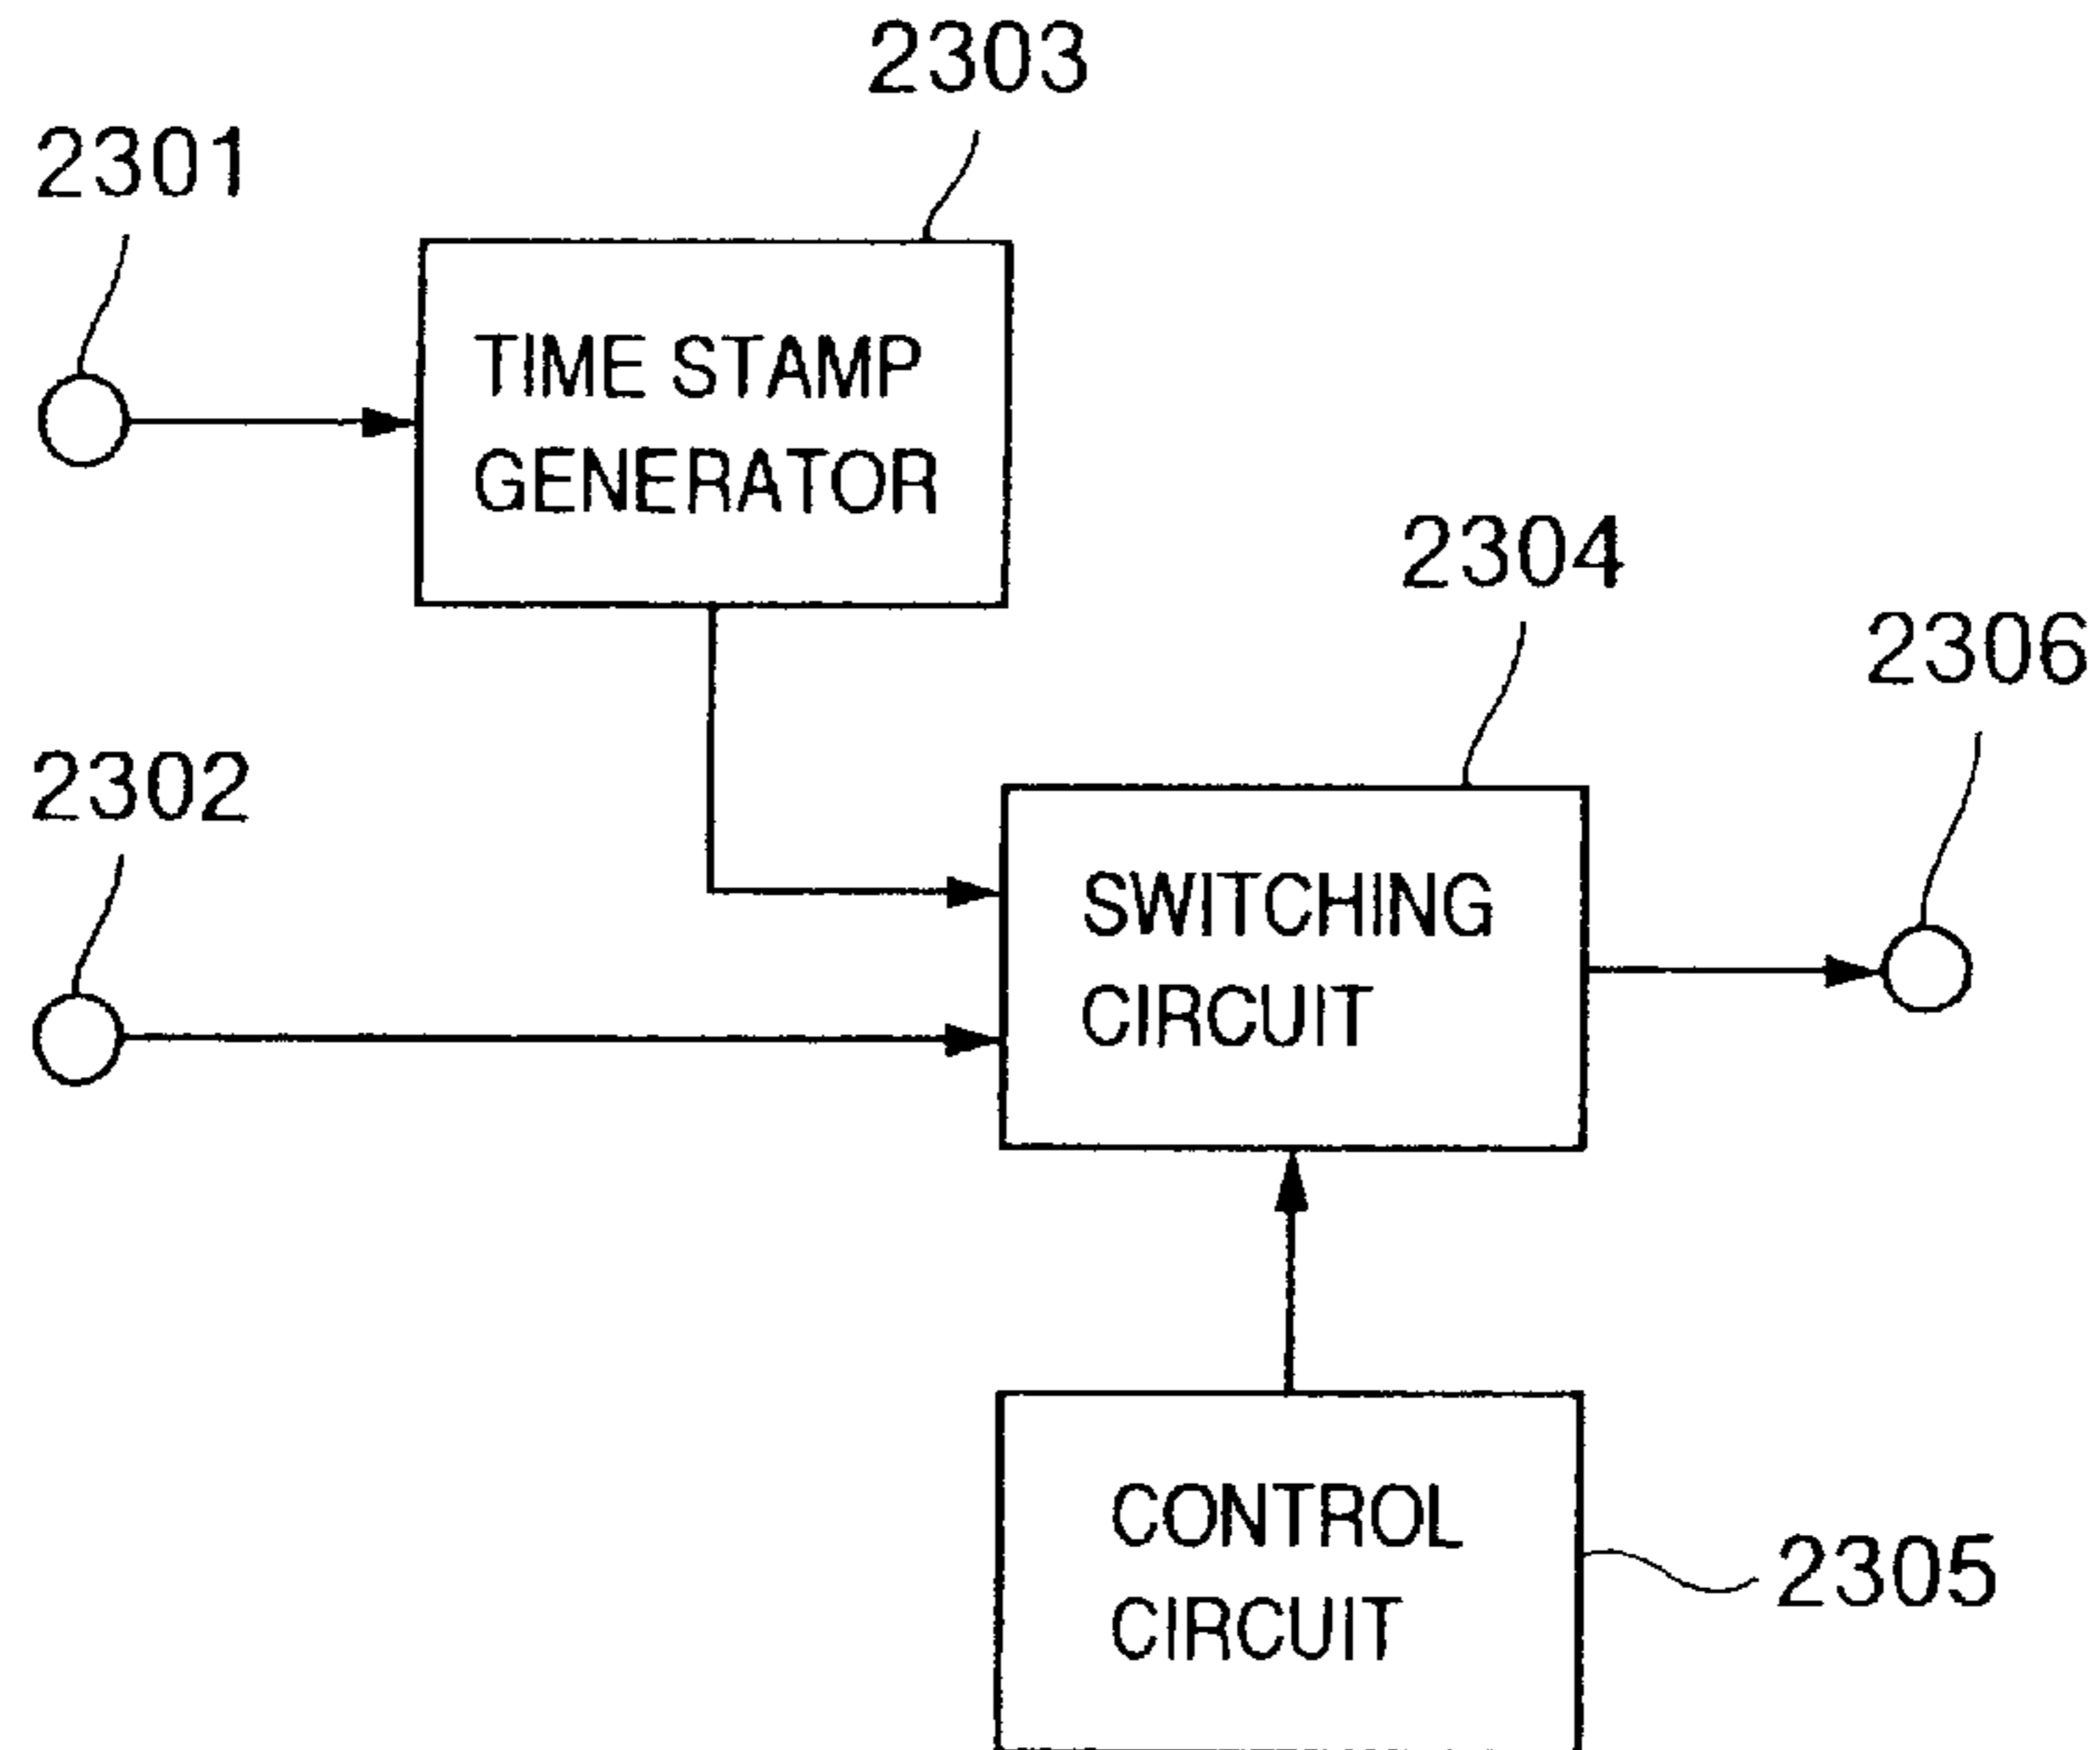 2303
2301
TIME STAMP
GENERATOR
2304
2306
2302
SWITCHING
CIRCUIT
CONTROL
CIRCUIT
2305